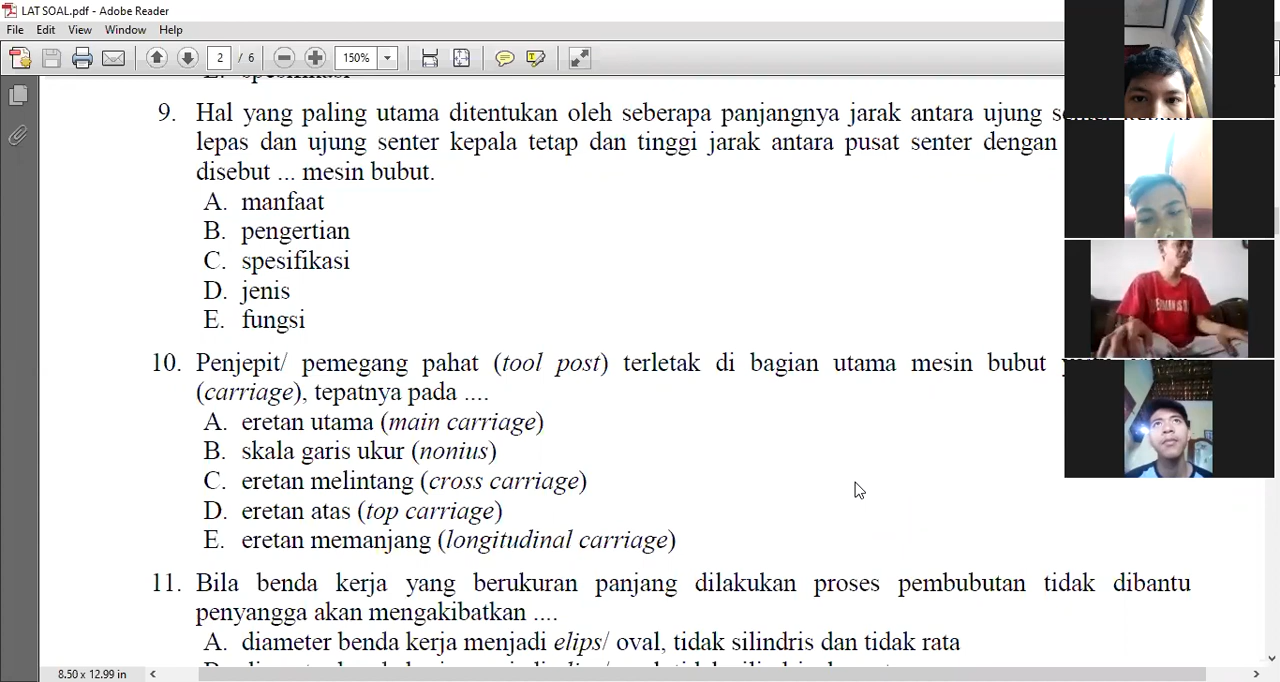 LAT SOAL.pdf - Adobe Reader
File Edit View Window Help
2 / 6 150%
9. Hal yang paling utama ditentukan oleh seberapa panjangnya jarak antara ujung
lepas dan ujung senter kepala tetap dan tinggi jarak antara pusat senter dengan
disebut ... mesin bubut.
A. manfaat
B. pengertian
C. spesifikasi
D. jenis
E. fungsi
10. Penjepit/ pemegang pahat (tool post) terletak di bagian utama mesin bubut
(carriage), tepatnya pada ....
A. eretan utama (main carriage)
B. skala garis ukur (nonius)
C. eretan melintang (cross carriage)
D. eretan atas (top carriage)
E. eretan memanjang (longitudinal carriage)
11. Bila benda kerja yang berukuran panjang dilakukan proses pembubutan tidak dibantu
penyangga akan mengakibatkan ....
A. diameter benda kerja menjadi elips/ oval, tidak silindris dan tidak rata
8.50 x 12.99 in